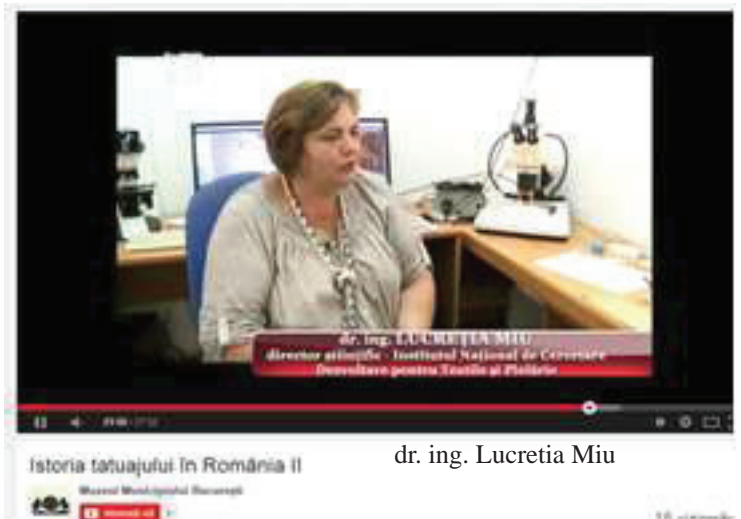 dr. ing. LUCREȚIA MIU
director științific - Institutul Național de Cercetare
Dezvoltare pentru Textile și Pielărie
dr. ing. Lucretia Miu
Istoria tatuajului în România II
Muzeul Municipiului București